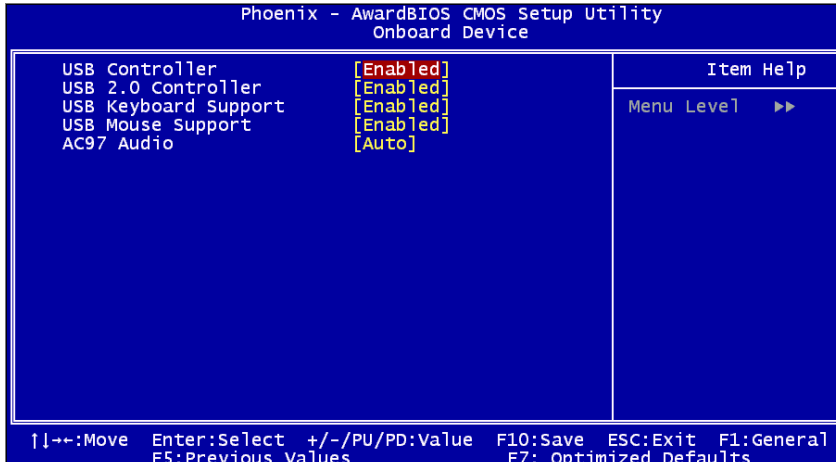 Phoenix - AwardBIOS CMOS Setup Utility
Onboard Device
USB Controller [Enabled]
USB 2.0 Controller [Enabled]
USB Keyboard Support [Enabled]
USB Mouse Support [Enabled]
AC97 Audio [Auto]
Item Help
Menu Level ▶▶
↑↓→←:Move Enter:Select +/-/PU/PD:Value F10:Save ESC:Exit F1:General
F5:Previous Values F7: Optimized Defaults